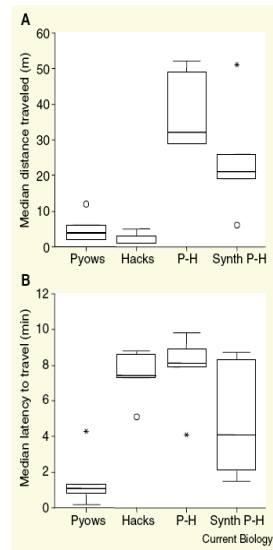 A
Median distance traveled (m)
60
50
40
30
20
10
0
Pyows Hacks P-H Synth P-H
B
Median latency to travel (min)
12
10
8
6
4
2
0
Pyows Hacks P-H Synth P-H
Current Biology